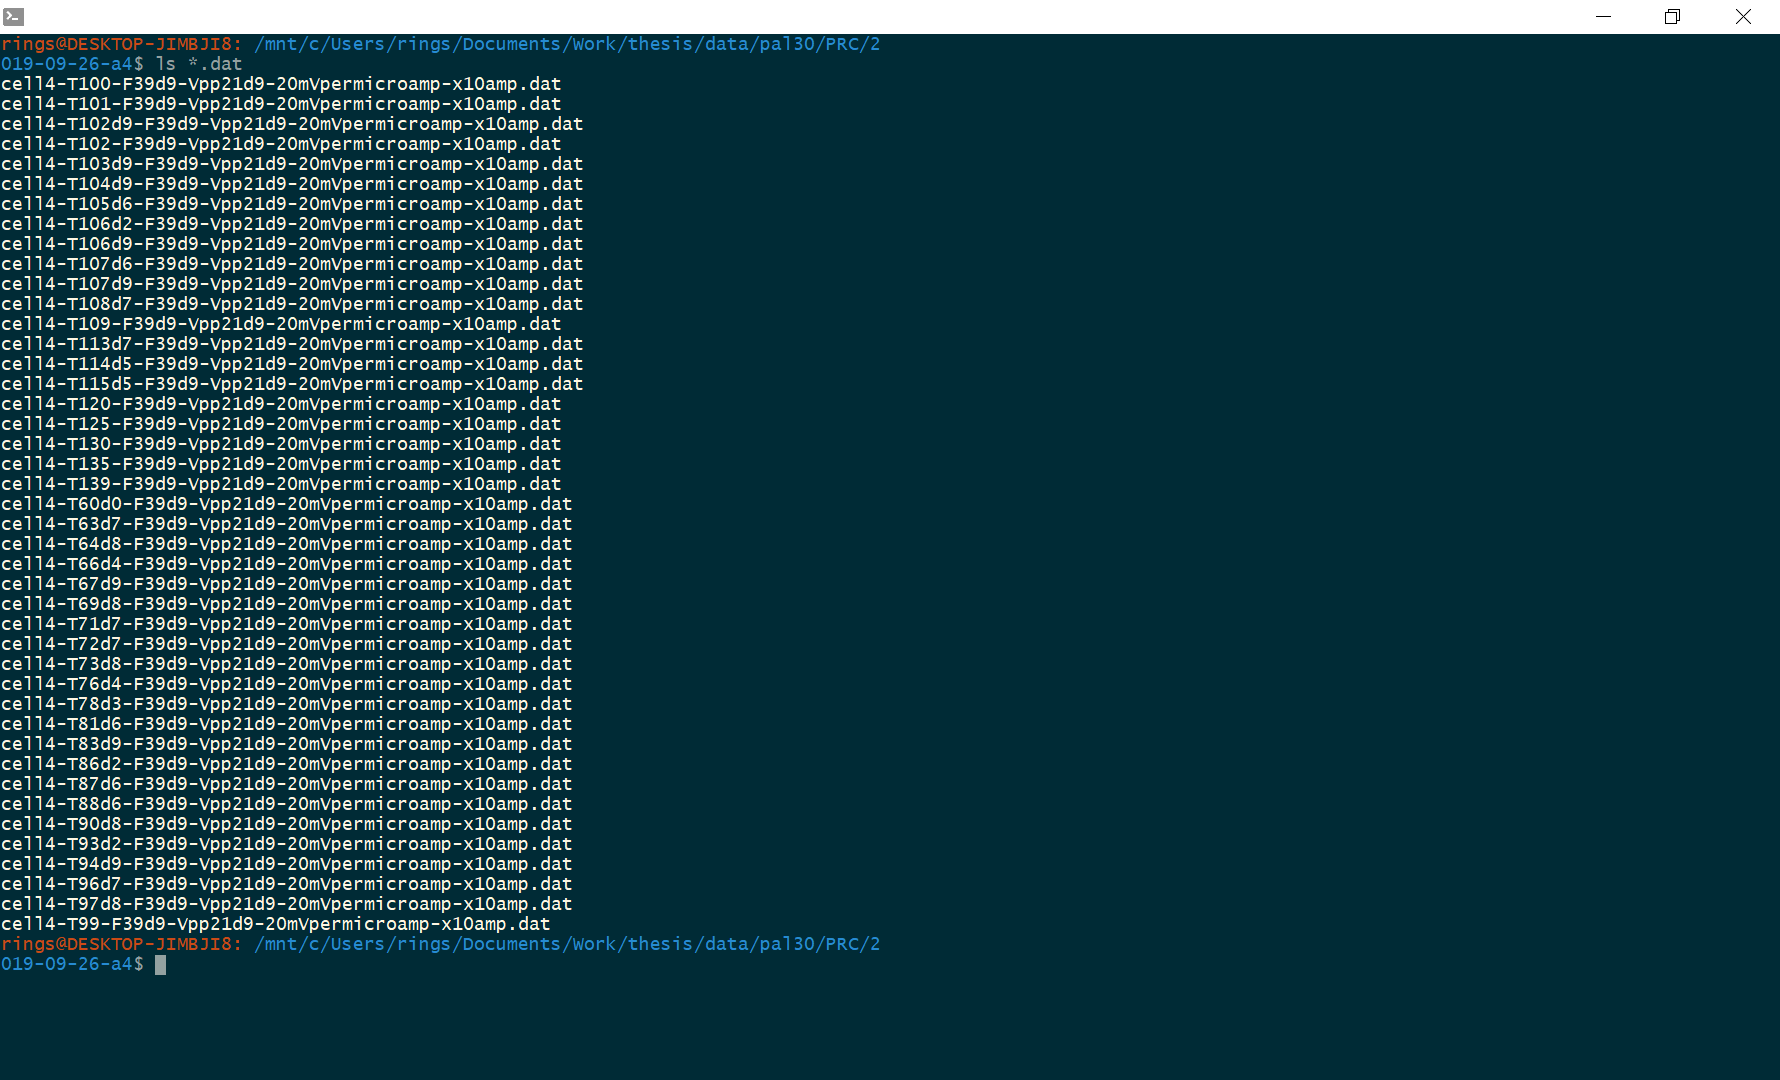 rings@DESKTOP-JIMBJI8: /mnt/c/Users/rings/Documents/Work/thesis/data/pal30/PRC/2
019-09-26-a4$ ls *.dat
cell4-T100-F39d9-Vpp21d9-20mVpermicroamp-x10amp.dat
cell4-T101-F39d9-Vpp21d9-20mVpermicroamp-x10amp.dat
cell4-T102d9-F39d9-Vpp21d9-20mVpermicroamp-x10amp.dat
cell4-T102-F39d9-Vpp21d9-20mVpermicroamp-x10amp.dat
cell4-T103d9-F39d9-Vpp21d9-20mVpermicroamp-x10amp.dat
cell4-T104d9-F39d9-Vpp21d9-20mVpermicroamp-x10amp.dat
cell4-T105d6-F39d9-Vpp21d9-20mVpermicroamp-x10amp.dat
cell4-T106d2-F39d9-Vpp21d9-20mVpermicroamp-x10amp.dat
cell4-T106d9-F39d9-Vpp21d9-20mVpermicroamp-x10amp.dat
cell4-T107d6-F39d9-Vpp21d9-20mVpermicroamp-x10amp.dat
cell4-T107d9-F39d9-Vpp21d9-20mVpermicroamp-x10amp.dat
cell4-T108d7-F39d9-Vpp21d9-20mVpermicroamp-x10amp.dat
cell4-T109-F39d9-Vpp21d9-20mVpermicroamp-x10amp.dat
cell4-T113d7-F39d9-Vpp21d9-20mVpermicroamp-x10amp.dat
cell4-T114d5-F39d9-Vpp21d9-20mVpermicroamp-x10amp.dat
cell4-T115d5-F39d9-Vpp21d9-20mVpermicroamp-x10amp.dat
cell4-T120-F39d9-Vpp21d9-20mVpermicroamp-x10amp.dat
cell4-T125-F39d9-Vpp21d9-20mVpermicroamp-x10amp.dat
cell4-T130-F39d9-Vpp21d9-20mVpermicroamp-x10amp.dat
cell4-T135-F39d9-Vpp21d9-20mVpermicroamp-x10amp.dat
cell4-T139-F39d9-Vpp21d9-20mVpermicroamp-x10amp.dat
cell4-T60d0-F39d9-Vpp21d9-20mVpermicroamp-x10amp.dat
cell4-T63d7-F39d9-Vpp21d9-20mVpermicroamp-x10amp.dat
cell4-T64d8-F39d9-Vpp21d9-20mVpermicroamp-x10amp.dat
cell4-T66d4-F39d9-Vpp21d9-20mVpermicroamp-x10amp.dat
cell4-T67d9-F39d9-Vpp21d9-20mVpermicroamp-x10amp.dat
cell4-T69d8-F39d9-Vpp21d9-20mVpermicroamp-x10amp.dat
cell4-T71d7-F39d9-Vpp21d9-20mVpermicroamp-x10amp.dat
cell4-T72d7-F39d9-Vpp21d9-20mVpermicroamp-x10amp.dat
cell4-T73d8-F39d9-Vpp21d9-20mVpermicroamp-x10amp.dat
cell4-T76d4-F39d9-Vpp21d9-20mVpermicroamp-x10amp.dat
cell4-T78d3-F39d9-Vpp21d9-20mVpermicroamp-x10amp.dat
cell4-T81d6-F39d9-Vpp21d9-20mVpermicroamp-x10amp.dat
cell4-T83d9-F39d9-Vpp21d9-20mVpermicroamp-x10amp.dat
cell4-T86d2-F39d9-Vpp21d9-20mVpermicroamp-x10amp.dat
cell4-T87d6-F39d9-Vpp21d9-20mVpermicroamp-x10amp.dat
cell4-T88d6-F39d9-Vpp21d9-20mVpermicroamp-x10amp.dat
cell4-T90d8-F39d9-Vpp21d9-20mVpermicroamp-x10amp.dat
cell4-T93d2-F39d9-Vpp21d9-20mVpermicroamp-x10amp.dat
cell4-T94d9-F39d9-Vpp21d9-20mVpermicroamp-x10amp.dat
cell4-T96d7-F39d9-Vpp21d9-20mVpermicroamp-x10amp.dat
cell4-T97d8-F39d9-Vpp21d9-20mVpermicroamp-x10amp.dat
cell4-T99-F39d9-Vpp21d9-20mVpermicroamp-x10amp.dat
rings@DESKTOP-JIMBJI8: /mnt/c/Users/rings/Documents/Work/thesis/data/pal30/PRC/2
019-09-26-a4$